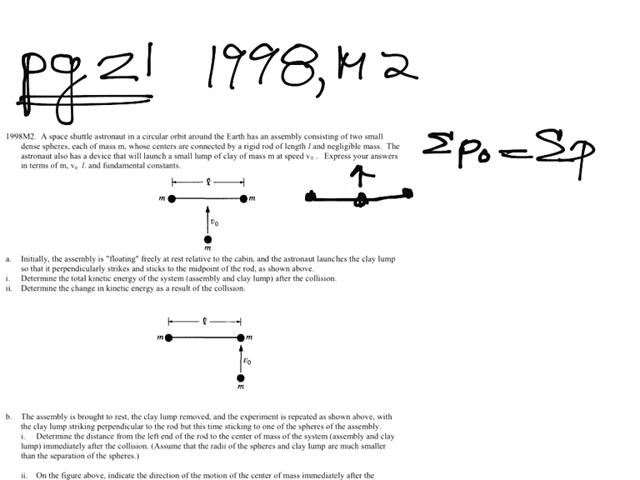 pg 21 1998, M2
1998M2. A space shuttle astronaut in a circular orbit around the Earth has an assembly consisting of two small
dense spheres, each of mass m, whose centers are connected by a rigid rod of length l and negligible mass. The
astronaut also has a device that will launch a small lump of clay of mass m at speed v₀ . Express your answers
in terms of m, v₀ l. and fundamental constants.
Σp₀ = Σp
ℓ
m m
v₀
m
a. Initially, the assembly is "floating" freely at rest relative to the cabin, and the astronaut launches the clay lump
so that it perpendicularly strikes and sticks to the midpoint of the rod, as shown above.
i. Determine the total kinetic energy of the system (assembly and clay lump) after the collision.
ii. Determine the change in kinetic energy as a result of the collision.
ℓ
m m
v₀
m
b. The assembly is brought to rest, the clay lump removed, and the experiment is repeated as shown above, with
the clay lump striking perpendicular to the rod but this time sticking to one of the spheres of the assembly.
i. Determine the distance from the left end of the rod to the center of mass of the system (assembly and clay
lump) immediately after the collision. (Assume that the radii of the spheres and clay lump are much smaller
than the separation of the spheres.)
ii. On the figure above, indicate the direction of the motion of the center of mass immediately after the